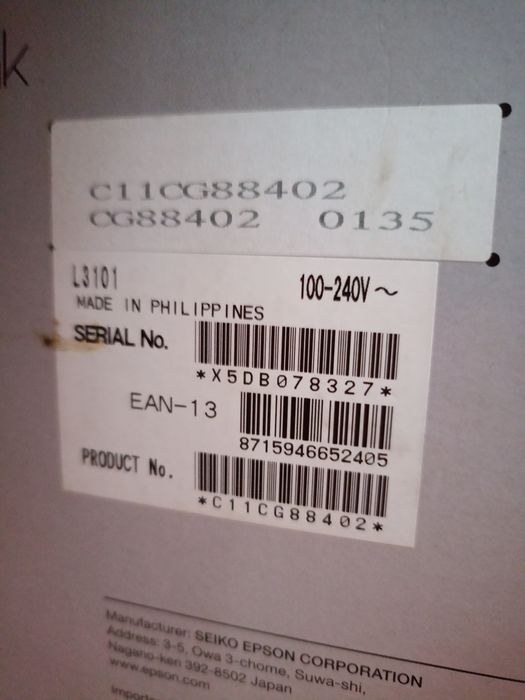 k
C11CG88402
CG88402 0135
L3101 100-240V ~
MADE IN PHILIPPINES
SERIAL No.
*X5DB078327*
EAN-13
8715946652405
PRODUCT No.
*C11CG88402*
Manufacturer: SEIKO EPSON CORPORATION
Address: 3-5, Owa 3-chome, Suwa-shi,
Nagano-ken 392-8502 Japan
www.epson.com